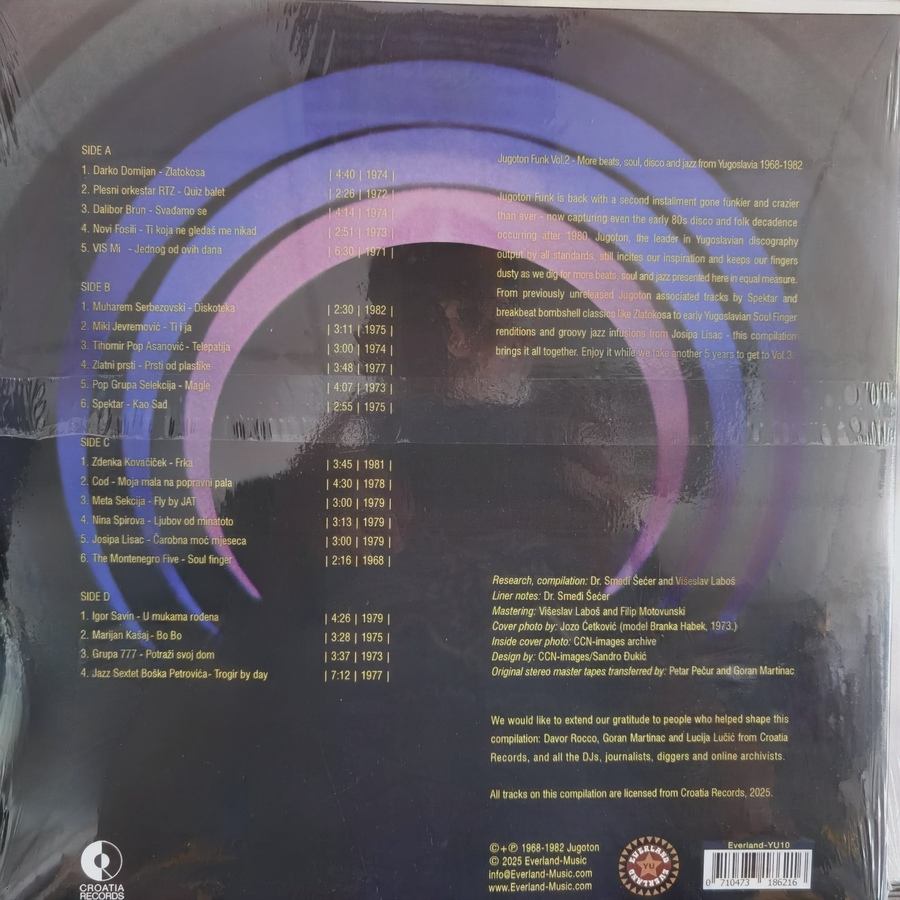 SIDE A
1. Darko Domijan - Zlatokosa | 4:40 | 1974 |
2. Plesni orkestar RTZ - Quiz balet | 2:26 | 1972 |
3. Dalibor Brun - Svađamo se | 4:14 | 1974 |
4. Novi Fosili - Ti koja ne gledaš me nikad | 2:51 | 1973 |
5. VIS Mi - Jednog od ovih dana | 6:30 | 1971 |
SIDE B
1. Muharem Serbezovski - Diskoteka | 2:30 | 1982 |
2. Miki Jevremović - Ti i ja | 3:11 | 1975 |
3. Tihomir Pop Asanović - Telepatija | 3:00 | 1974 |
4. Zlatni prsti - Prsti od plastike | 3:48 | 1977 |
5. Pop Grupa Selekcija - Magle | 4:07 | 1973 |
6. Spektar - Kao Sad | 2:55 | 1975 |
SIDE C
1. Zdenka Kovačiček - Frka | 3:45 | 1981 |
2. Cod - Moja mala na popravni pala | 4:30 | 1978 |
3. Meta Sekcija - Fly by JAT | 3:00 | 1979 |
4. Nina Spirova - Ljubov od minatoto | 3:13 | 1979 |
5. Josipa Lisac - Čarobna moć mjeseca | 3:00 | 1979 |
6. The Montenegro Five - Soul finger | 2:16 | 1968 |
SIDE D
1. Igor Savin - U mukama rođena | 4:26 | 1979 |
2. Marijan Kašaj - Bo Bo | 3:28 | 1975 |
3. Grupa 777 - Potraži svoj dom | 3:37 | 1973 |
4. Jazz Sextet Boška Petrovića- Trogir by day | 7:12 | 1977 |
Jugoton Funk Vol.2 - More beats, soul, disco and jazz from Yugoslavia 1968-1982
Jugoton Funk is back with a second installment gone funkier and crazier
than ever - now capturing even the early 80s disco and folk decadence
occurring after 1980. Jugoton, the leader in Yugoslavian discography
output by all standards, still incites our inspiration and keeps our fingers
dusty as we dig for more beats, soul and jazz presented here in equal measure.
From previously unreleased Jugoton associated tracks by Spektar and
breakbeat bombshell classics like Zlatokosa to early Yugoslavian Soul Finger
renditions and groovy jazz infusions from Josipa Lisac - this compilation
brings it all together. Enjoy it while we take another 5 years to get to Vol.3.
Research, compilation: Dr. Smeđi Šećer and Višeslav Laboš
Liner notes: Dr. Smeđi Šećer
Mastering: Višeslav Laboš and Filip Motovunski
Cover photo by: Jozo Ćetković (model Branka Habek, 1973.)
Inside cover photo: CCN-images archive
Design by: CCN-images/Sandro Đukić
Original stereo master tapes transferred by: Petar Pečur and Goran Martinac
We would like to extend our gratitude to people who helped shape this
compilation: Davor Rocco, Goran Martinac and Lucija Lučić from Croatia
Records, and all the DJs, journalists, diggers and online archivists.
All tracks on this compilation are licensed from Croatia Records, 2025.
CROATIA
RECORDS
©+℗ 1968-1982 Jugoton
© 2025 Everland-Music
info@Everland-Music.com
www.Everland-Music.com
EVERLAND
YU
EVERLAND
Everland-YU10
0 710473 186216